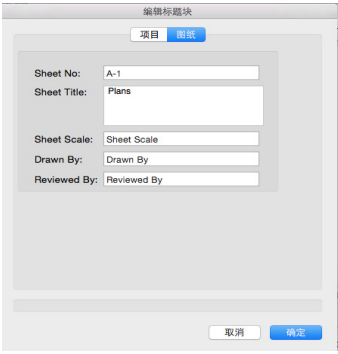 编辑标题块
项目 图纸
Sheet No: A-1
Sheet Title: Plans
Sheet Scale: Sheet Scale
Drawn By: Drawn By
Reviewed By: Reviewed By
取消 确定